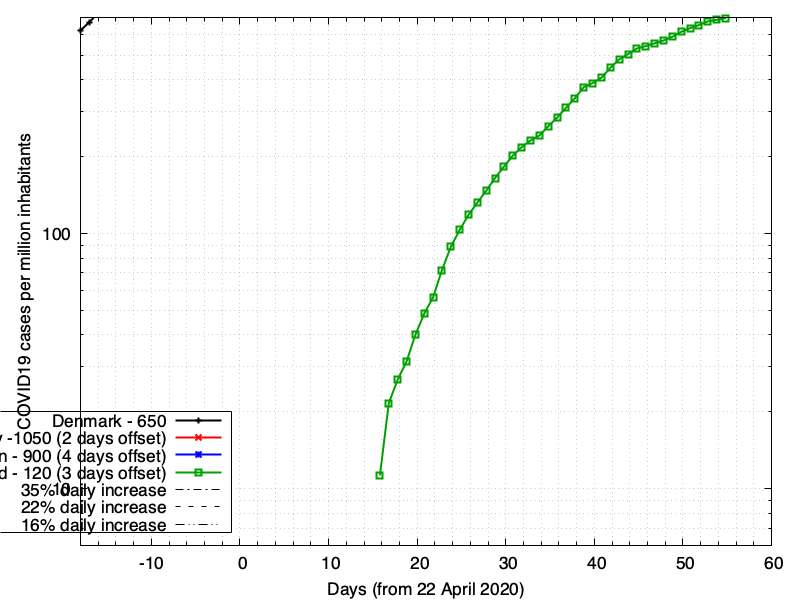 COVID19 cases per million inhabitants
100
10
Denmark - 650
-1050 (2 days offset)
- 900 (4 days offset)
- 120 (3 days offset)
35% daily increase
22% daily increase
16% daily increase
-10 0 10 20 30 40 50 60
Days (from 22 April 2020)